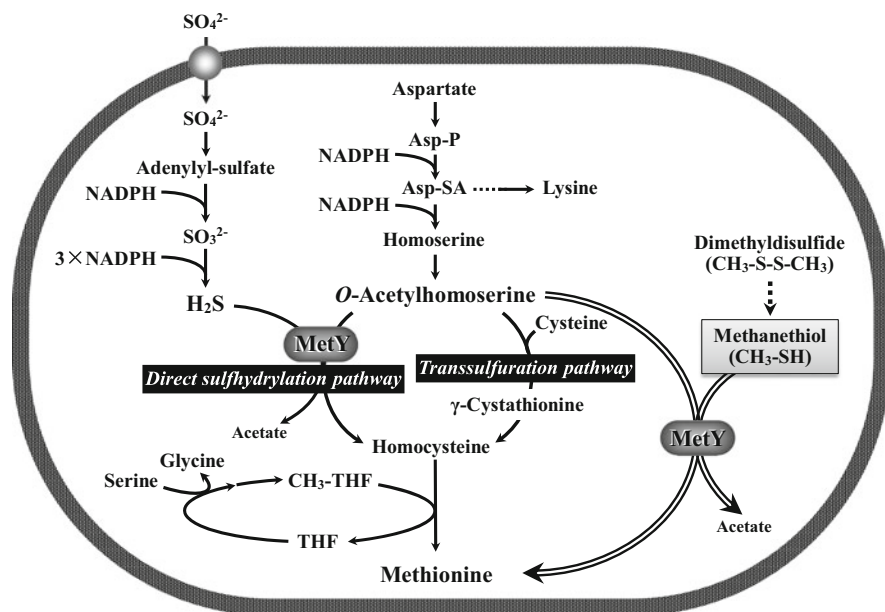 SO₄²⁻
SO₄²⁻
Adenylyl-sulfate
NADPH
SO₃²⁻
3×NADPH
H₂S
Aspartate
Asp-P
NADPH
Asp-SA
Lysine
NADPH
Homoserine
O-Acetylhomoserine
Dimethyldisulfide
(CH₃-S-S-CH₃)
Methanethiol
(CH₃-SH)
MetY
Cysteine
Direct sulfhydrylation pathway
Transsulfuration pathway
γ-Cystathionine
Acetate
Homocysteine
MetY
Acetate
Glycine
Serine
CH₃-THF
THF
Methionine